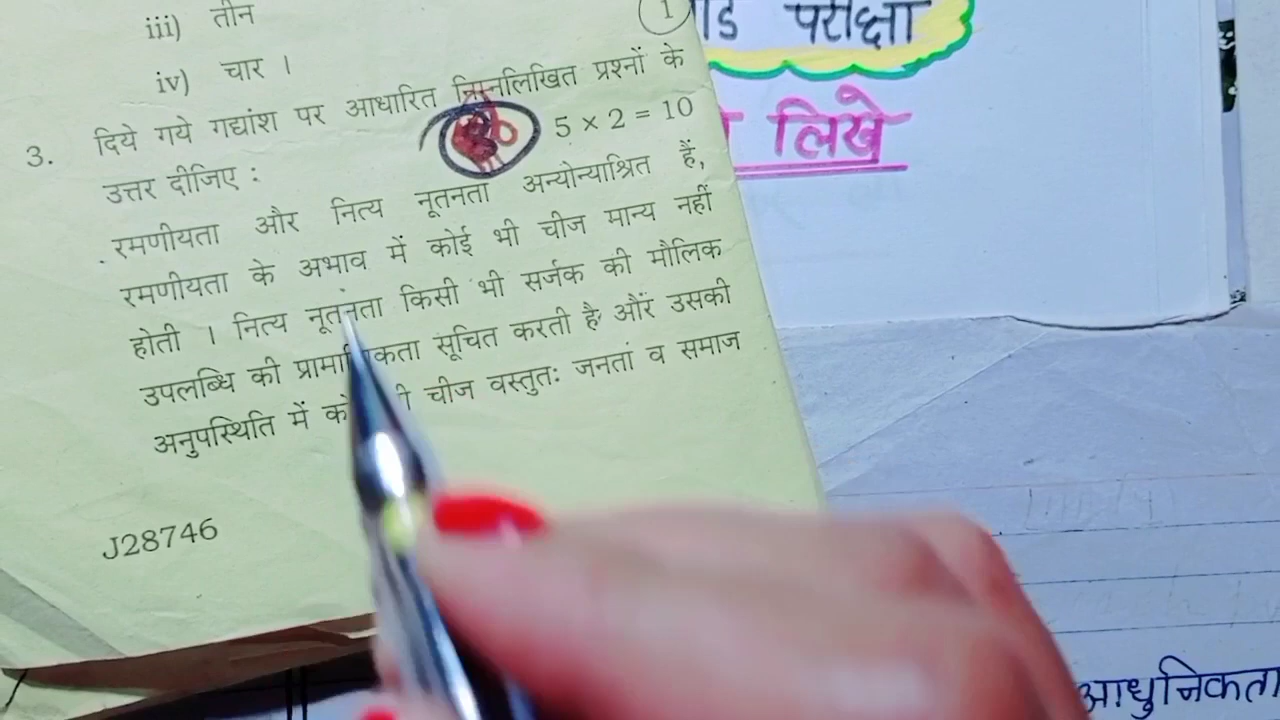 iii) तीन
iv) चार ।
1
3. दिये गये गद्यांश पर आधारित निम्नलिखित प्रश्नों के
उत्तर दीजिए :
5 × 2 = 10
रमणीयता और नित्य नूतनता अन्योन्याश्रित हैं,
रमणीयता के अभाव में कोई भी चीज मान्य नहीं
होती । नित्य नूतनता किसी भी सर्जक की मौलिक
उपलब्धि की प्रामाणिकता सूचित करती है और उसकी
अनुपस्थिति में चीज वस्तुतः जनता व समाज
J28746
परीक्षा
लिखे
आधुनिकता